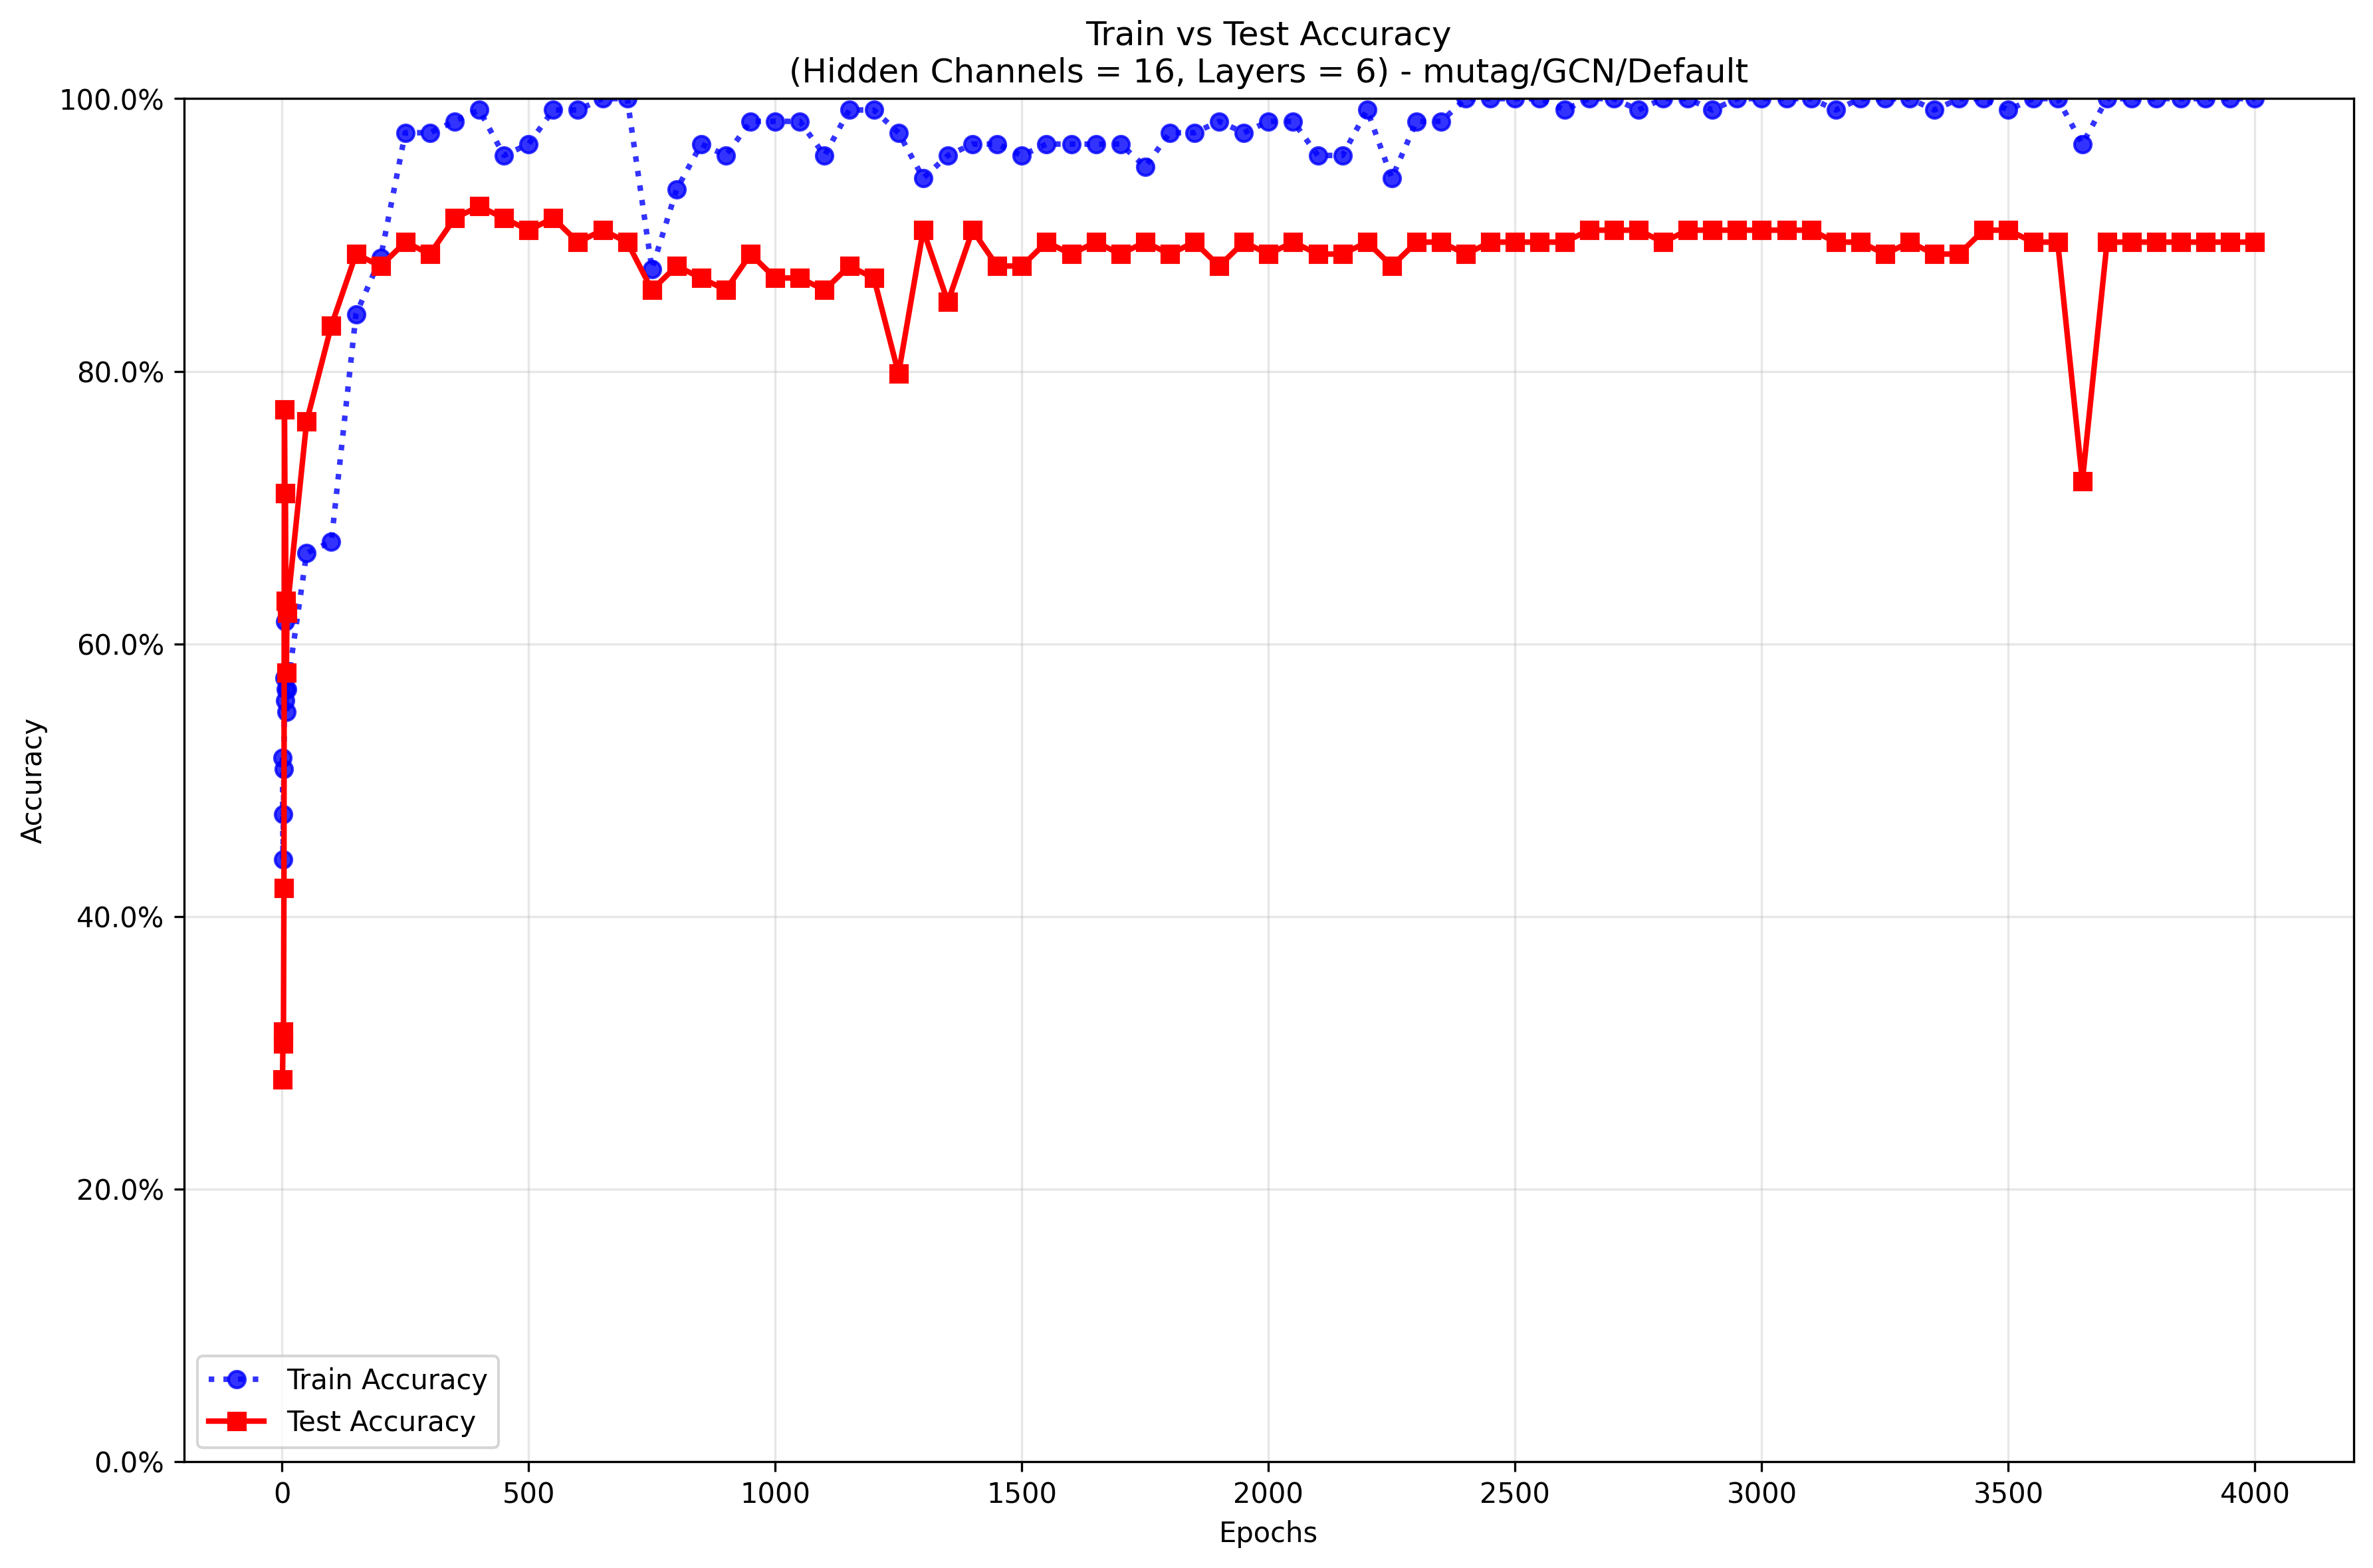 Train vs Test Accuracy
(Hidden Channels = 16, Layers = 6) - mutag/GCN/Default
100.0%
80.0%
60.0%
40.0%
20.0%
0.0%
Accuracy
Train Accuracy
Test Accuracy
0 500 1000 1500 2000 2500 3000 3500 4000
Epochs